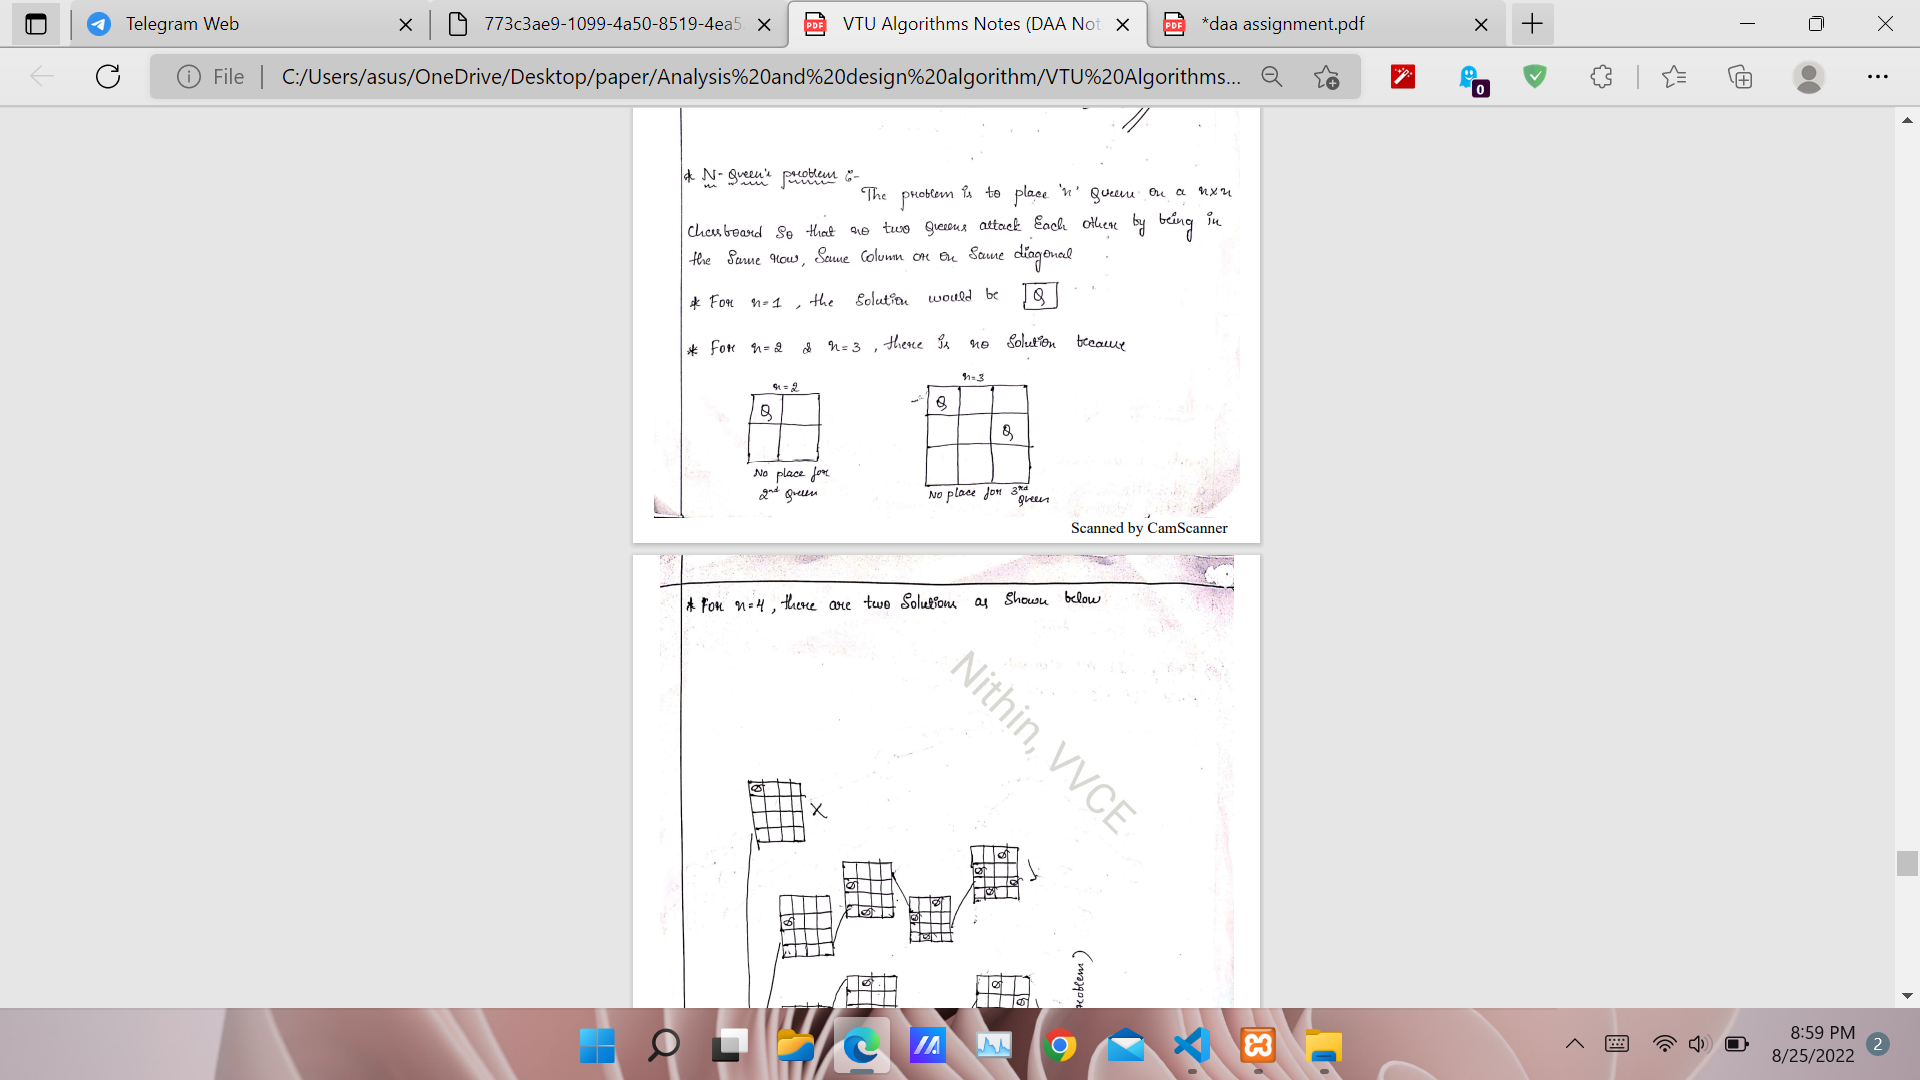 Telegram Web
773c3ae9-1099-4a50-8519-4ea5
VTU Algorithms Notes (DAA Not
*daa assignment.pdf
File
C:/Users/asus/OneDrive/Desktop/paper/Analysis%20and%20design%20algorithm/VTU%20Algorithms...
0
* N-Queen's problem :-
The problem is to place 'n' Queens on a nxn
Chessboard So that no two queens attack Each other by being in
the Same row, Same Column or on Same diagonal
* For n=1, the Solution would be Q
* For n=2 & n=3, there is no Solution because
n=2
n=3
Q
Q
Q
No place for
2nd Queen
No place for 3rd
Queen
Scanned by CamScanner
* For n=4, there are two Solutions as Shown below
Nithin, VVCE
Q
X
Q
Q
Q
Q
Q
Q
Q
Q
Q
Q
Q
Q
Q
Q
8:59 PM
8/25/2022
2